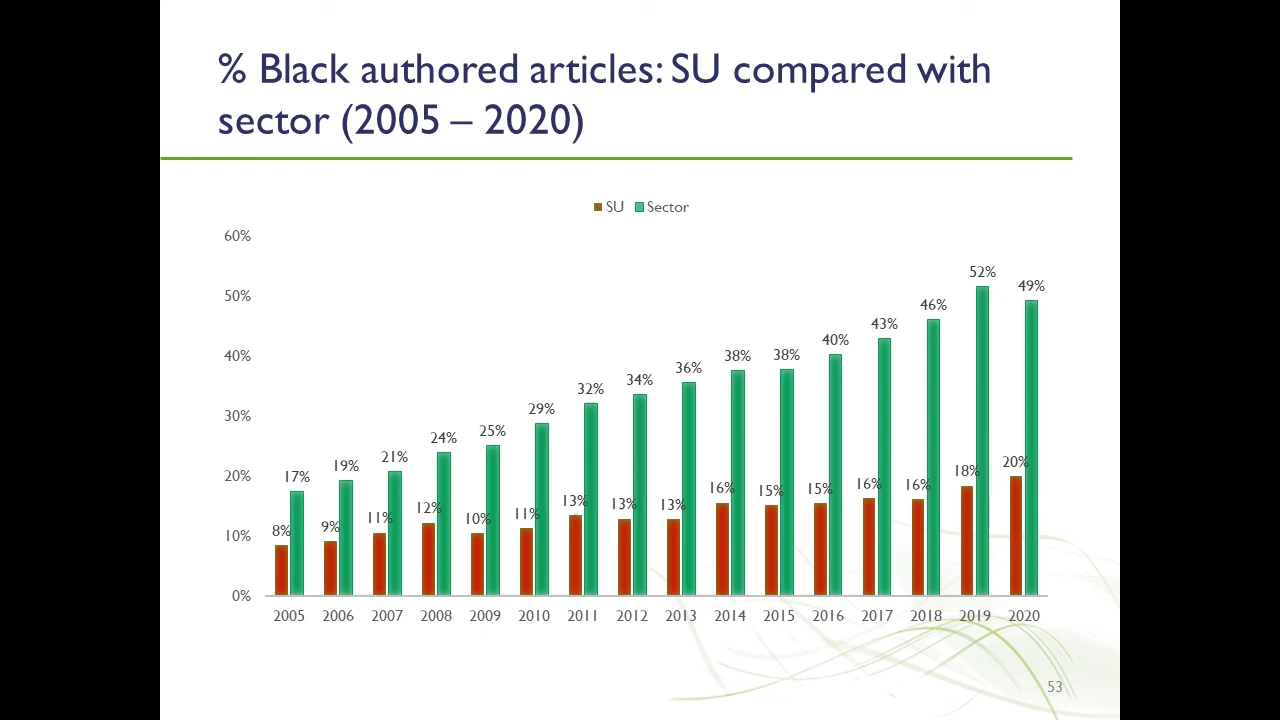 % Black authored articles: SU compared with
sector (2005 – 2020)
SU Sector
60%
50%
40%
30%
20%
10%
0%
8% 9% 11% 12% 10% 11% 13% 13% 13% 16% 15% 15% 16% 16% 18% 20%
17% 19% 21% 24% 25% 29% 32% 34% 36% 38% 38% 40% 43% 46% 52% 49%
2005 2006 2007 2008 2009 2010 2011 2012 2013 2014 2015 2016 2017 2018 2019 2020
53